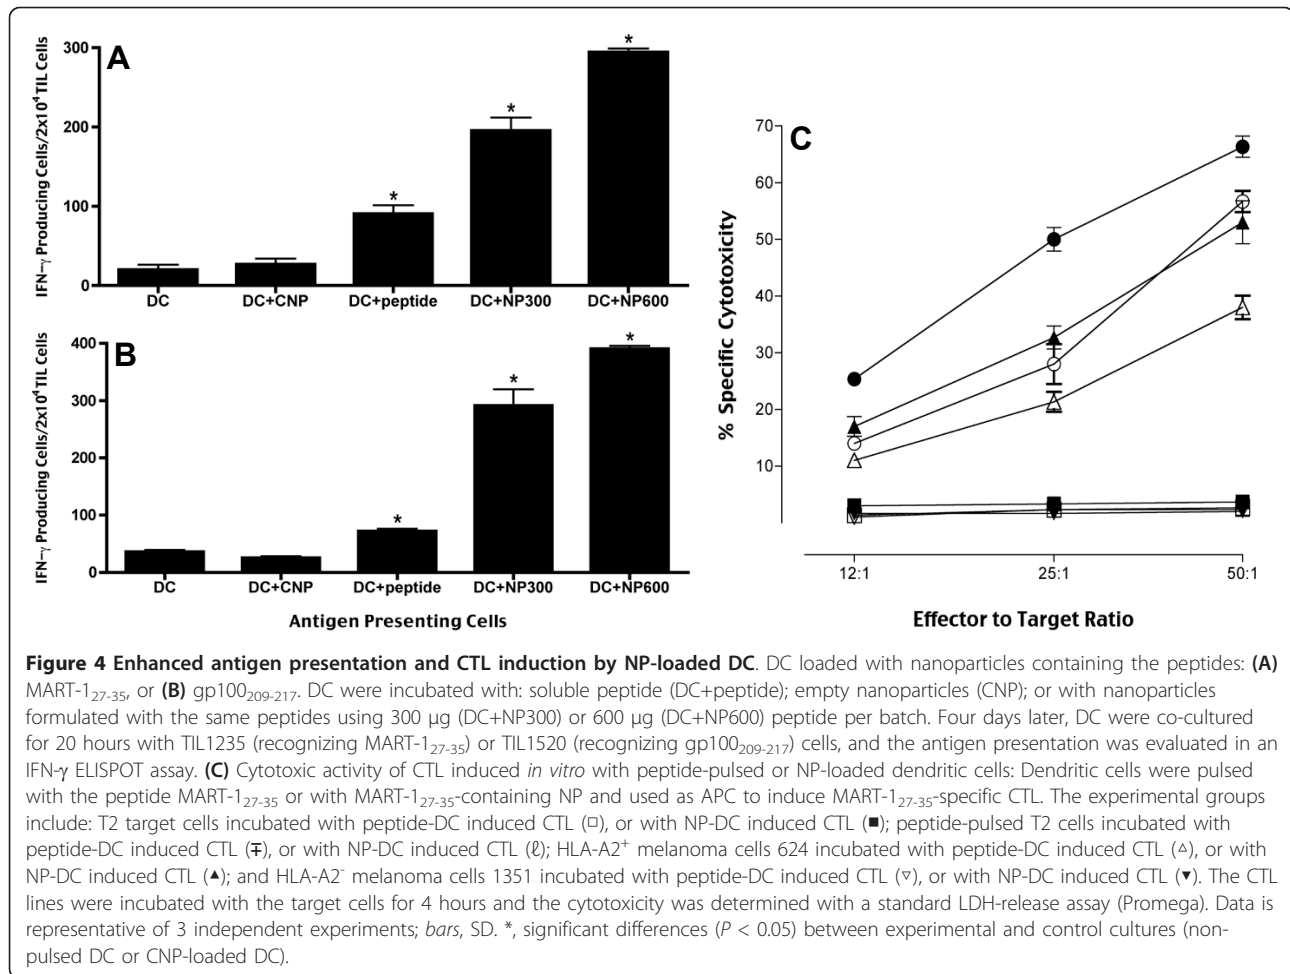 A
IFN-γ Producing Cells/2x10⁴ TIL Cells
300
200
100
0
*
*
*
DC
DC+CNP
DC+peptide
DC+NP300
DC+NP600
B
IFN-γ Producing Cells/2x10⁴ TIL Cells
400
300
200
100
0
*
*
*
DC
DC+CNP
DC+peptide
DC+NP300
DC+NP600
Antigen Presenting Cells
C
% Specific Cytotoxicity
70
60
50
40
30
20
10
12:1
25:1
50:1
Effector to Target Ratio
Figure 4 Enhanced antigen presentation and CTL induction by NP-loaded DC. DC loaded with nanoparticles containing the peptides: (A)
MART-1₂₇₋₃₅, or (B) gp100₂₀₉₋₂₁₇. DC were incubated with: soluble peptide (DC+peptide); empty nanoparticles (CNP); or with nanoparticles
formulated with the same peptides using 300 μg (DC+NP300) or 600 μg (DC+NP600) peptide per batch. Four days later, DC were co-cultured
for 20 hours with TIL1235 (recognizing MART-1₂₇₋₃₅) or TIL1520 (recognizing gp100₂₀₉₋₂₁₇) cells, and the antigen presentation was evaluated in an
IFN-γ ELISPOT assay. (C) Cytotoxic activity of CTL induced in vitro with peptide-pulsed or NP-loaded dendritic cells: Dendritic cells were pulsed
with the peptide MART-1₂₇₋₃₅ or with MART-1₂₇₋₃₅-containing NP and used as APC to induce MART-1₂₇₋₃₅-specific CTL. The experimental groups
include: T2 target cells incubated with peptide-DC induced CTL (□), or with NP-DC induced CTL (■); peptide-pulsed T2 cells incubated with
peptide-DC induced CTL (∓), or with NP-DC induced CTL (ℓ); HLA-A2⁺ melanoma cells 624 incubated with peptide-DC induced CTL (▵), or with
NP-DC induced CTL (▲); and HLA-A2⁻ melanoma cells 1351 incubated with peptide-DC induced CTL (▿), or with NP-DC induced CTL (▼). The CTL
lines were incubated with the target cells for 4 hours and the cytotoxicity was determined with a standard LDH-release assay (Promega). Data is
representative of 3 independent experiments; bars, SD. *, significant differences (P < 0.05) between experimental and control cultures (non-
pulsed DC or CNP-loaded DC).